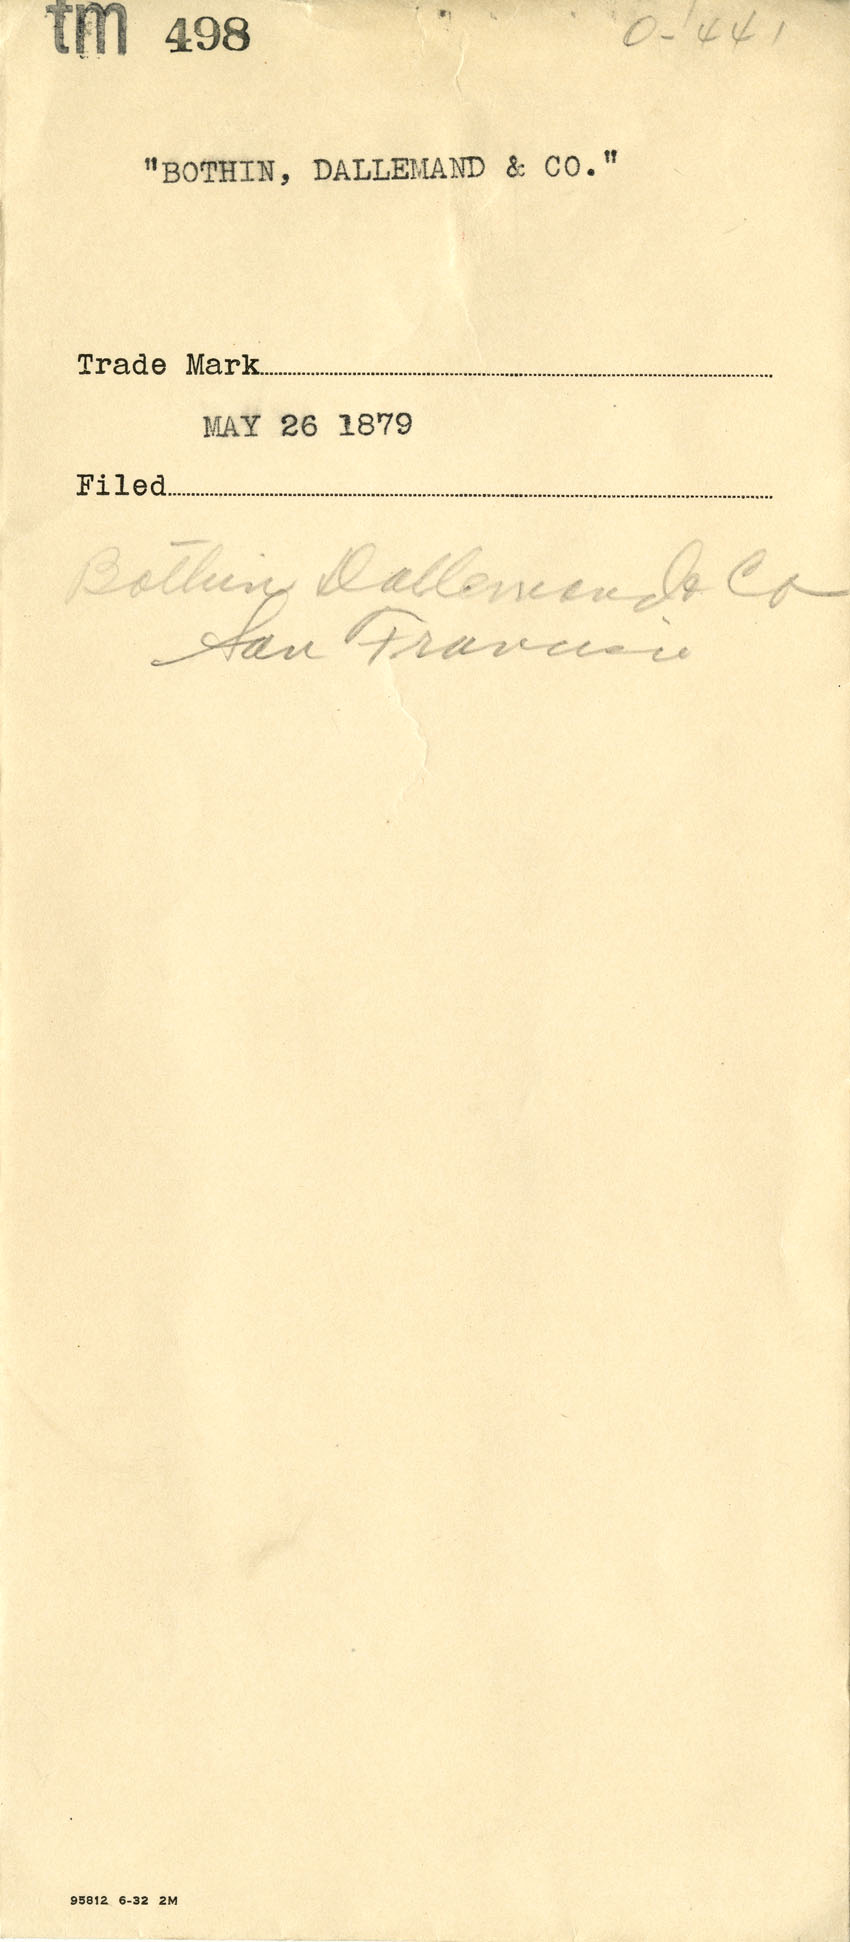 tm 498
O-441
"BOTHIN, DALLEMAND & CO."
Trade Mark
MAY 26 1879
Filed
Bothin Dallemand & Co
San Francisco
95812 6-32 2M